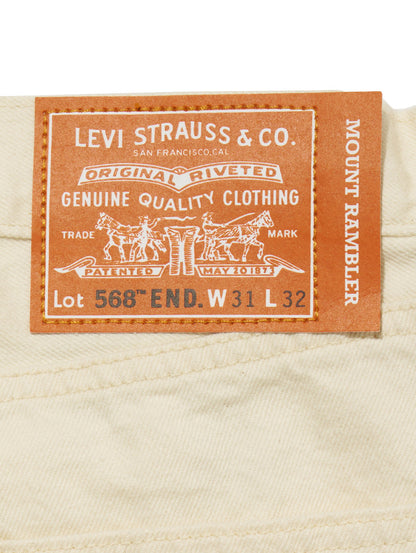 LEVI STRAUSS & CO.
SAN FRANCISCO, CAL
ORIGINAL RIVETED
GENUINE QUALITY CLOTHING
TRADE MARK
PATENTED MAY 20 1873
Lot 568™ END. W 31 L 32
MOUNT RAMBLER